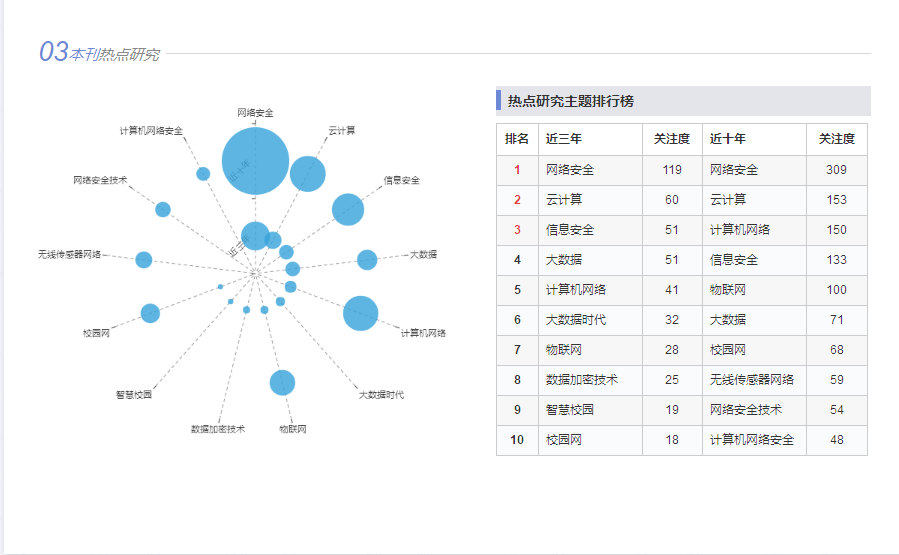 03本刊热点研究
网络安全
计算机网络安全
云计算
网络安全技术
信息安全
近十年
无线传感器网络
近三年
大数据
校园网
计算机网络
智慧校园
大数据时代
数据加密技术
物联网
热点研究主题排行榜
排名 近三年 关注度 近十年 关注度
1 网络安全 119 网络安全 309
2 云计算 60 云计算 153
3 信息安全 51 计算机网络 150
4 大数据 51 信息安全 133
5 计算机网络 41 物联网 100
6 大数据时代 32 大数据 71
7 物联网 28 校园网 68
8 数据加密技术 25 无线传感器网络 59
9 智慧校园 19 网络安全技术 54
10 校园网 18 计算机网络安全 48